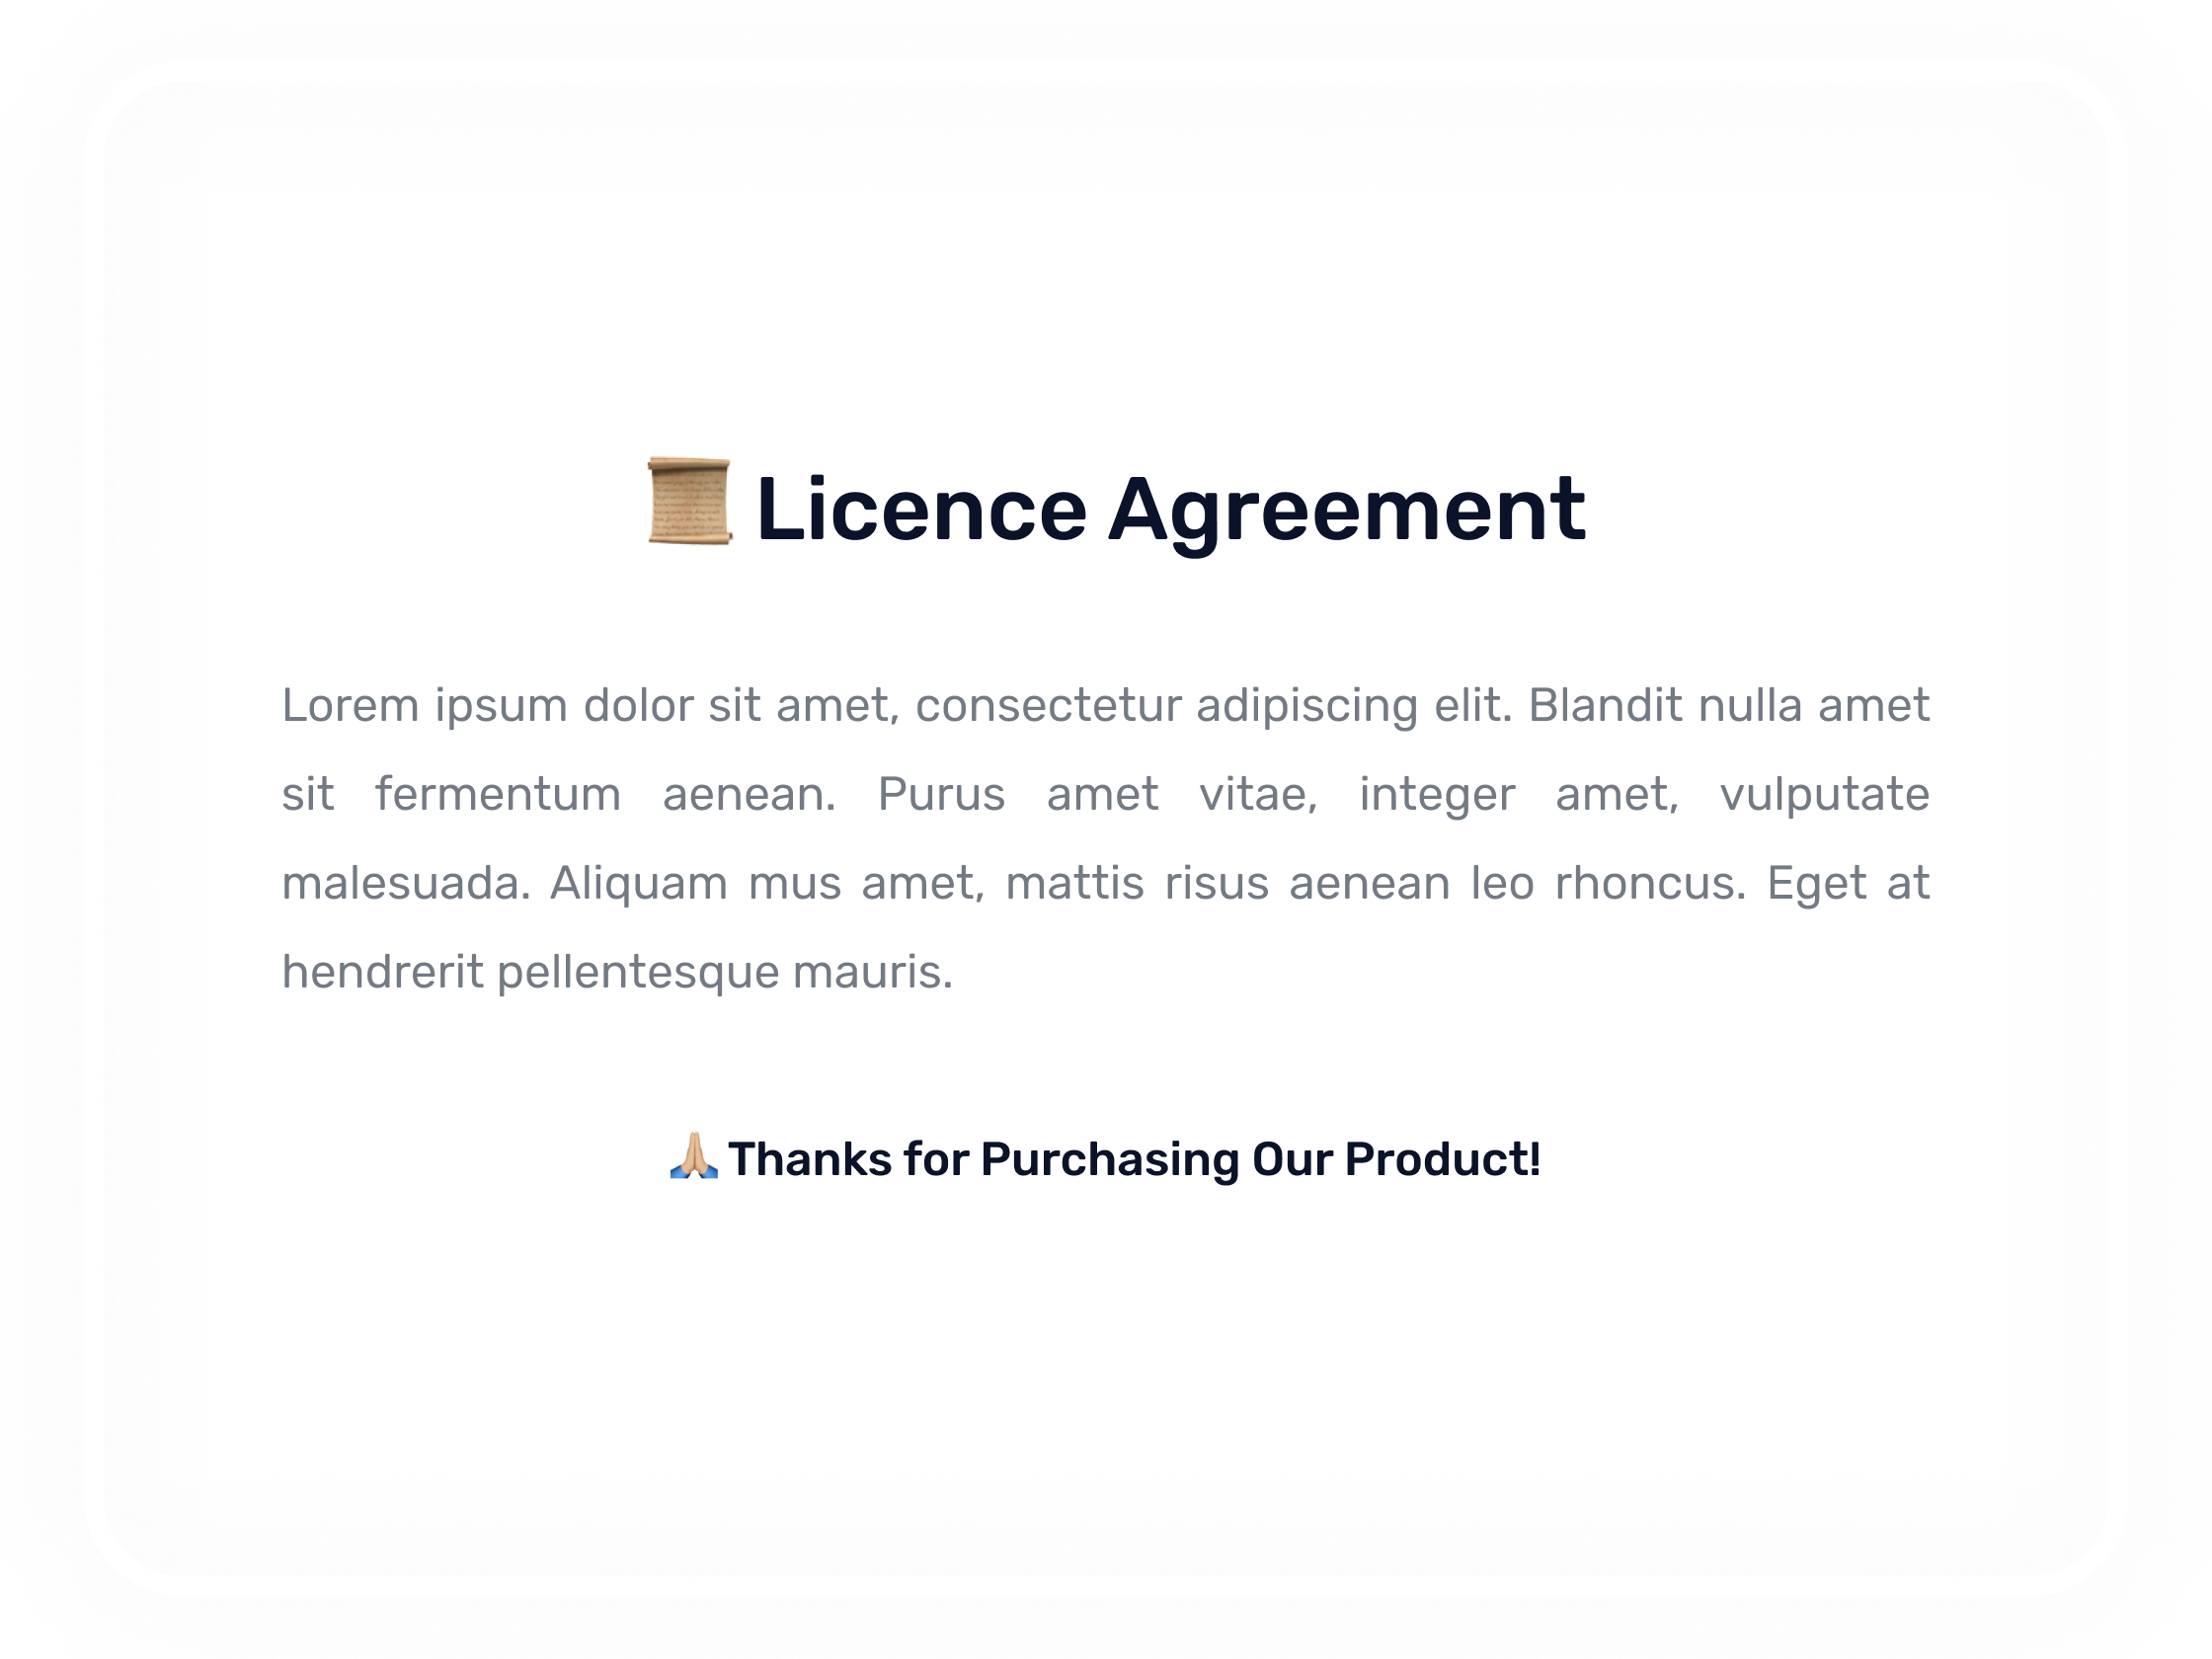 📜 Licence Agreement
Lorem ipsum dolor sit amet, consectetur adipiscing elit. Blandit nulla amet
sit fermentum aenean. Purus amet vitae, integer amet, vulputate
malesuada. Aliquam mus amet, mattis risus aenean leo rhoncus. Eget at
hendrerit pellentesque mauris.
🙏🏼 Thanks for Purchasing Our Product!